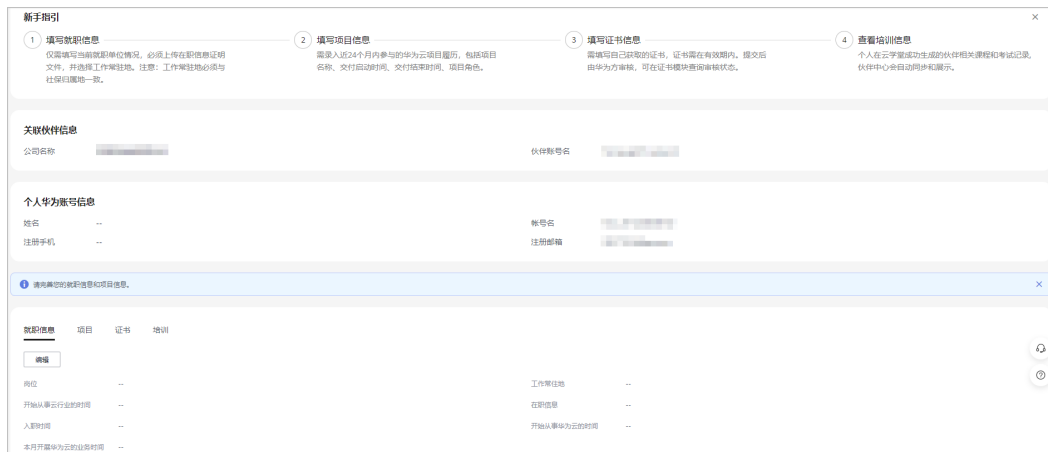 新手指引
1 填写就职信息
仅需填写当前就职单位情况，必须上传在职信息证明
文件，并选择工作常驻地。注意：工作常驻地必须与
社保归属地一致。
2 填写项目信息
需录入近24个月内参与的华为云项目履历，包括项目
名称、交付启动时间、交付结束时间、项目角色。
3 填写证书信息
需填写自己获取的证书，证书需在有效期内。提交后
由华为方审核，可在证书模块查询审核状态。
4 查看培训信息
个人在云学堂成功生成的伙伴相关课程和考试记录，
伙伴中心会自动同步和展示。
关联伙伴信息
公司名称
伙伴账号名
个人华为账号信息
姓名 --
帐号名
注册手机 --
注册邮箱
请完善您的就职信息和项目信息。
就职信息 项目 证书 培训
编辑
岗位 --
工作常住地 --
开始从事云行业的时间 --
在职信息 --
入职时间 --
开始从事华为云的时间 --
本月开展华为云的业务时间 --